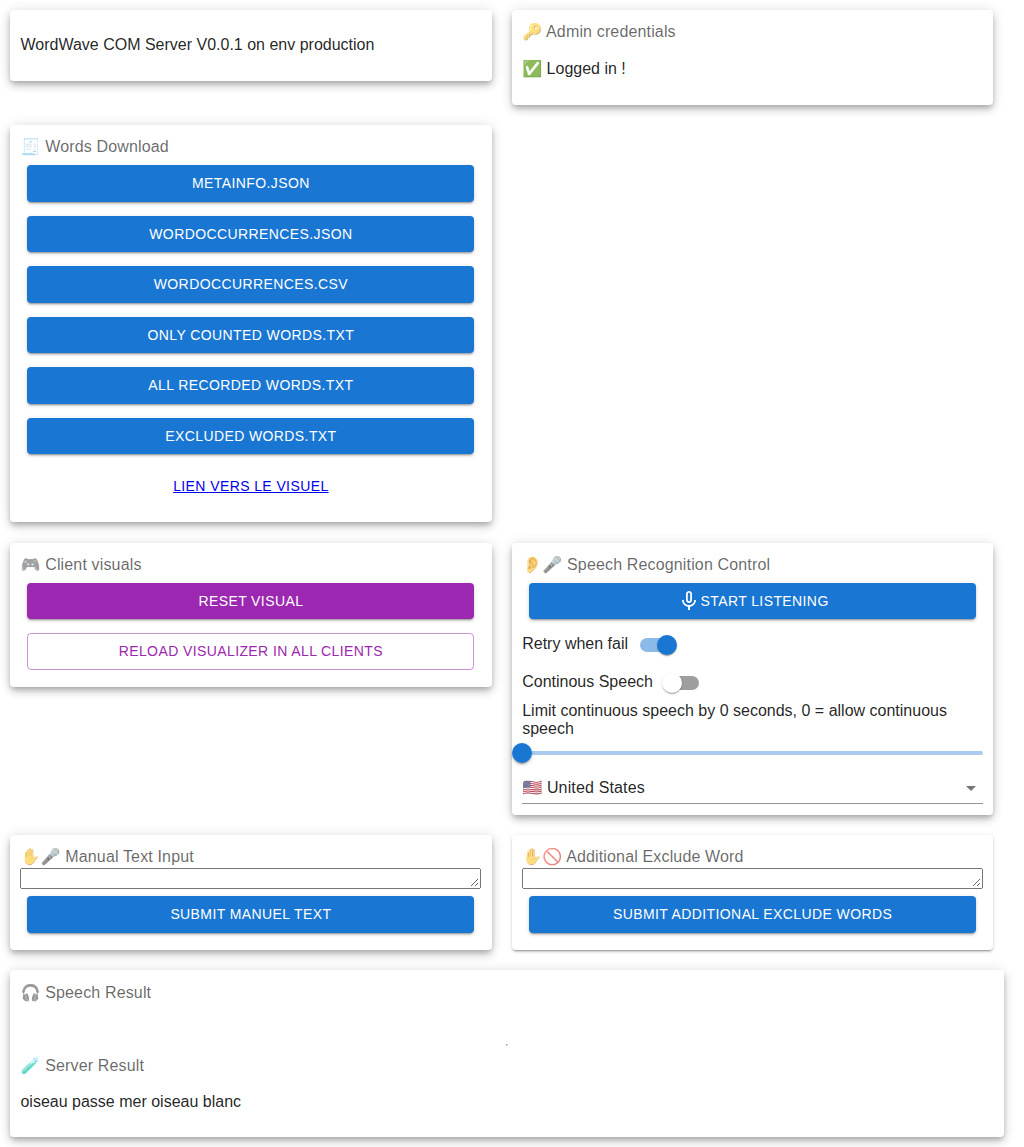 WordWave COM Server V0.0.1 on env production
🔑 Admin credentials
✅ Logged in !
🧾 Words Download
METAINFO.JSON
WORDOCCURRENCES.JSON
WORDOCCURRENCES.CSV
ONLY COUNTED WORDS.TXT
ALL RECORDED WORDS.TXT
EXCLUDED WORDS.TXT
LIEN VERS LE VISUEL
🎮 Client visuals
RESET VISUAL
RELOAD VISUALIZER IN ALL CLIENTS
👂🎤 Speech Recognition Control
START LISTENING
Retry when fail
Continous Speech
Limit continuous speech by 0 seconds, 0 = allow continuous
speech
🇺🇸 United States
✋🎤 Manual Text Input
SUBMIT MANUEL TEXT
✋🚫 Additional Exclude Word
SUBMIT ADDITIONAL EXCLUDE WORDS
🎧 Speech Result
.
🧪 Server Result
oiseau passe mer oiseau blanc